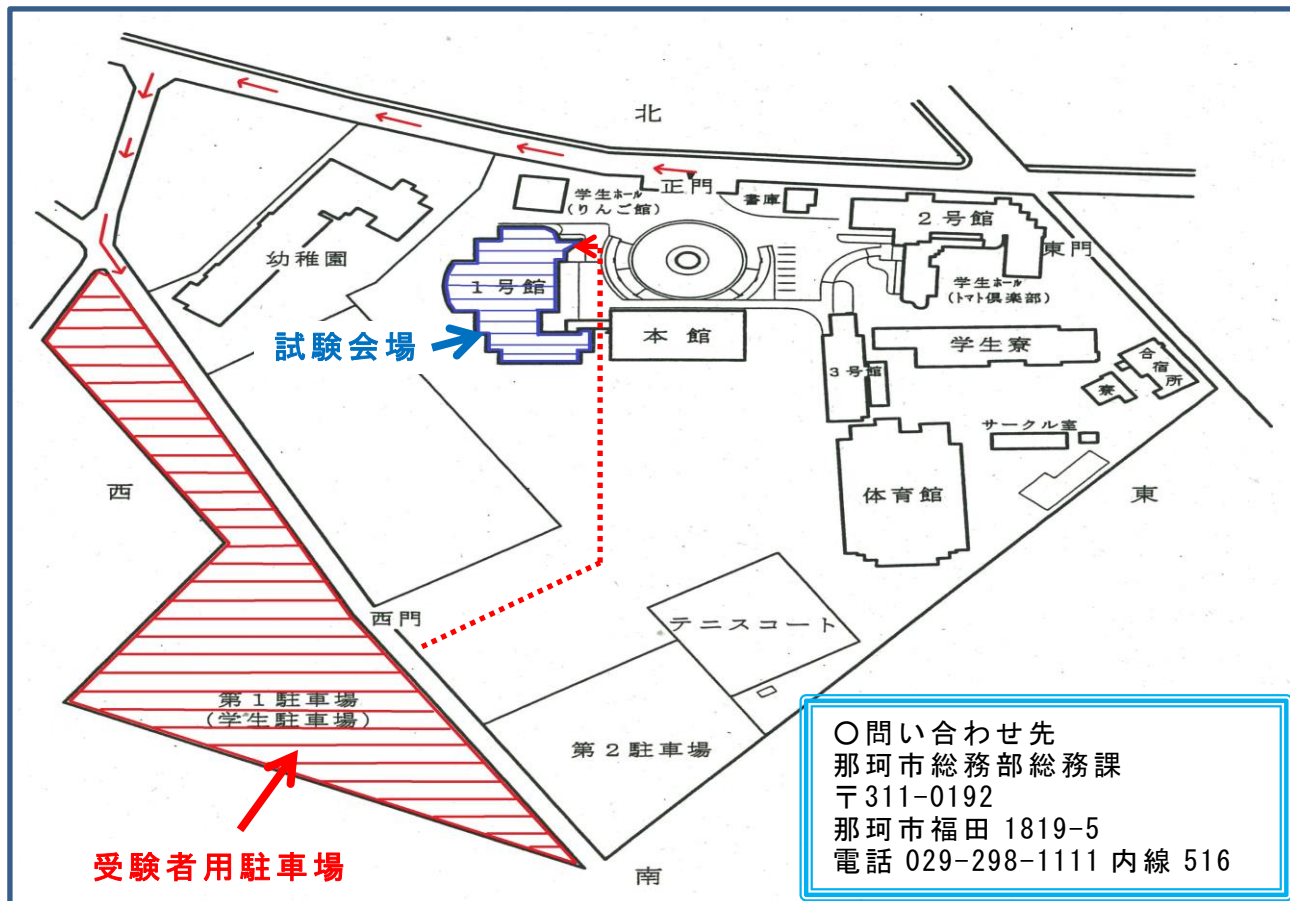 北
正門
学生ホール
(りんご館)
書庫
2号館
東門
幼稚園
1号館
学生ホール
(トマト倶楽部)
試験会場
本館
学生寮
3号館
合宿所
寮
サークル室
西
体育館
東
西門
テニスコート
第1駐車場
(学生駐車場)
第2駐車場
受験者用駐車場
南
〇問い合わせ先
那珂市総務部総務課
〒311-0192
那珂市福田 1819-5
電話 029-298-1111 内線 516